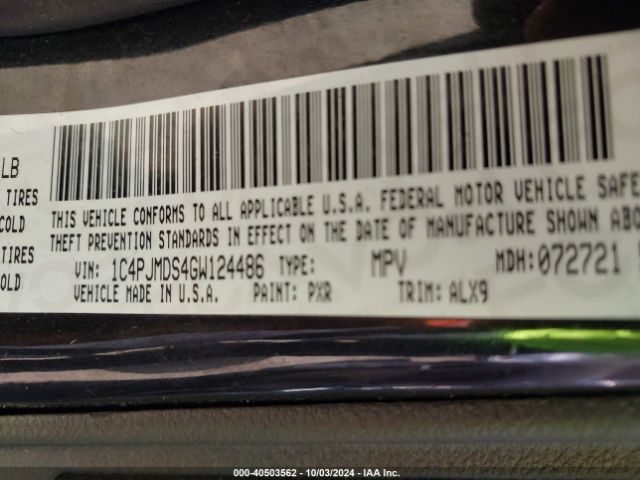 LB
TIRES
COLD
TIRES
OLD
THIS VEHICLE CONFORMS TO ALL APPLICABLE U.S.A. FEDERAL MOTOR VEHICLE SAFE
THEFT PREVENTION STANDARDS IN EFFECT ON THE DATE OF MANUFACTURE SHOWN ABO
VIN: 1C4PJMDS4GW124486 TYPE: MPV MDH: 072721
VEHICLE MADE IN U.S.A. PAINT: PXR TRIM: ALX9
000-40503562 - 10/03/2024 - IAA Inc.